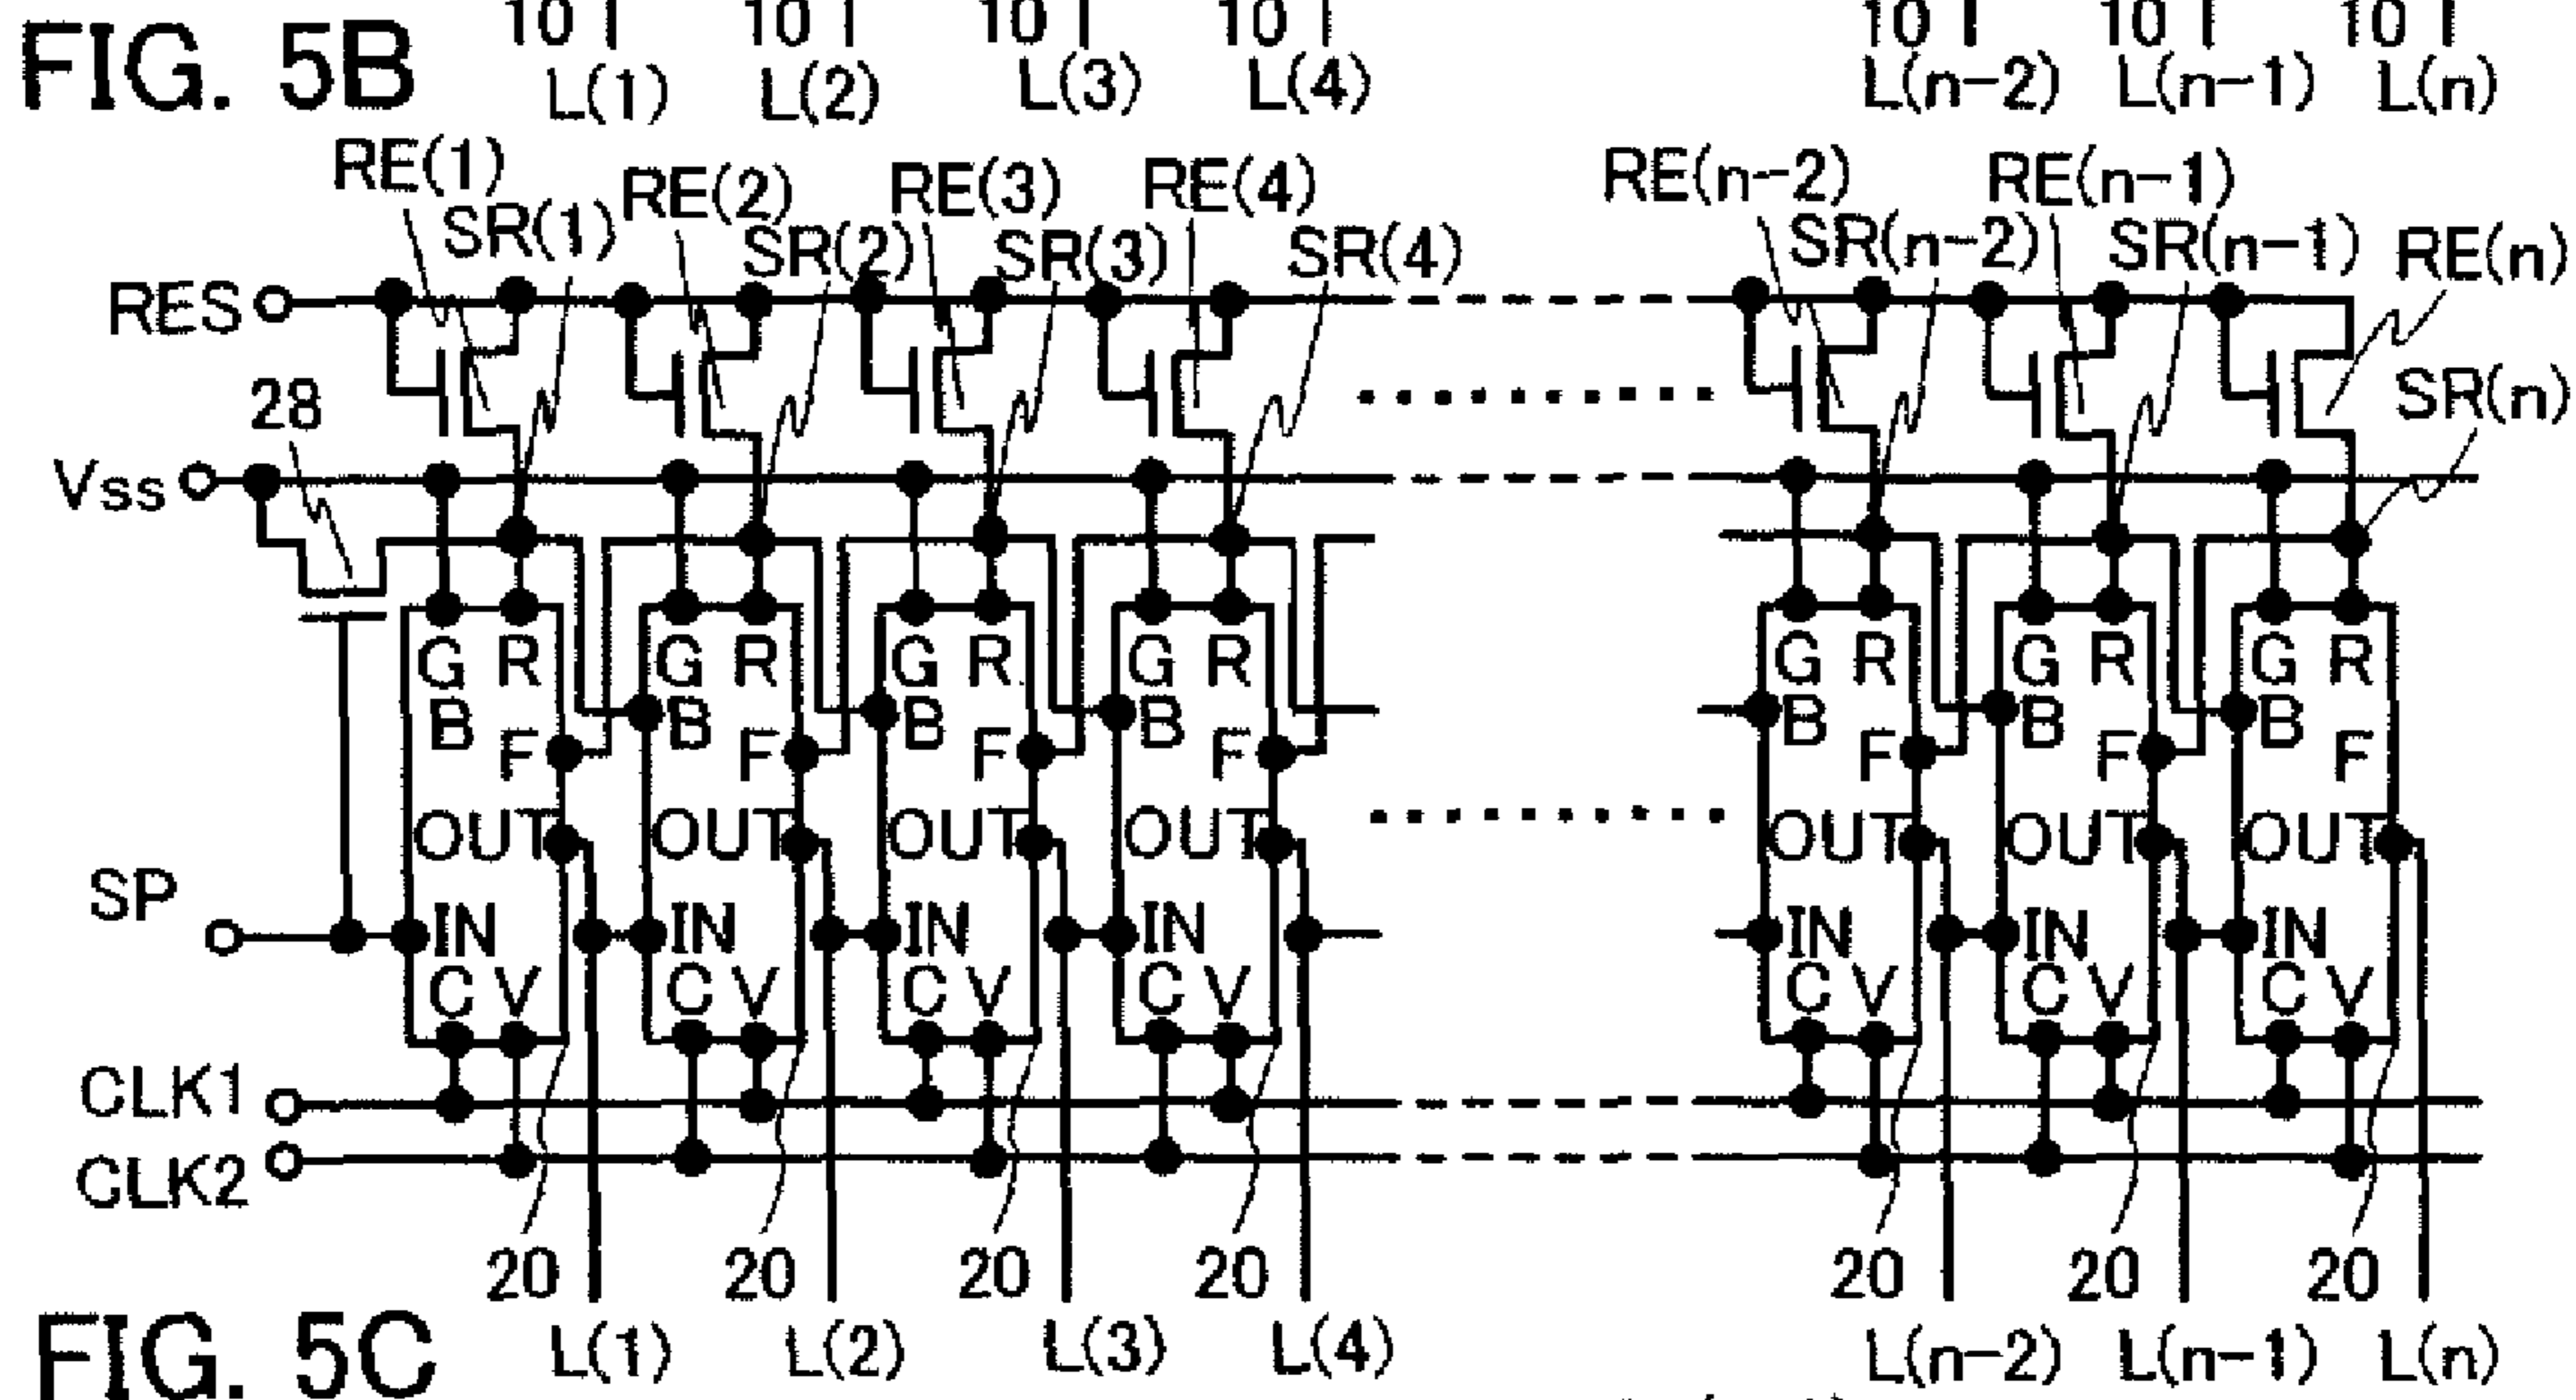 FIG. 5B
10 10 10 10 10 10 10
L(1) L(2) L(3) L(4) L(n-2) L(n-1) L(n)
RE(1) RE(2) RE(3) RE(4) RE(n-2) RE(n-1) RE(n)
SR(1) SR(2) SR(3) SR(4) SR(n-2) SR(n-1)
RES
28 SR(n)
Vss
G R G R G R G R G R G R G R
B B B B B B B
F F F F F F F
OUT OUT OUT OUT OUT OUT OUT
SP
IN IN IN IN IN IN IN
C V C V C V C V C V C V C V
CLK1
CLK2
20 20 20 20 20 20 20
L(1) L(2) L(3) L(4) L(n-2) L(n-1) L(n)
FIG. 5C